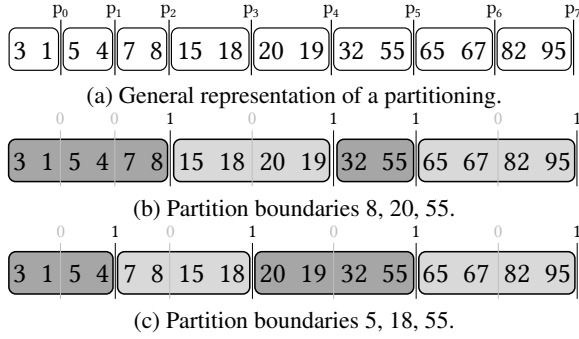 p₀ p₁ p₂ p₃ p₄ p₅ p₆ p₇
3 1 5 4 7 8 15 18 20 19 32 55 65 67 82 95
(a) General representation of a partitioning.
0 0 1 0 1 1 0 1
3 1 5 4 7 8 15 18 20 19 32 55 65 67 82 95
(b) Partition boundaries 8, 20, 55.
0 1 0 1 0 1 0 1
3 1 5 4 7 8 15 18 20 19 32 55 65 67 82 95
(c) Partition boundaries 5, 18, 55.